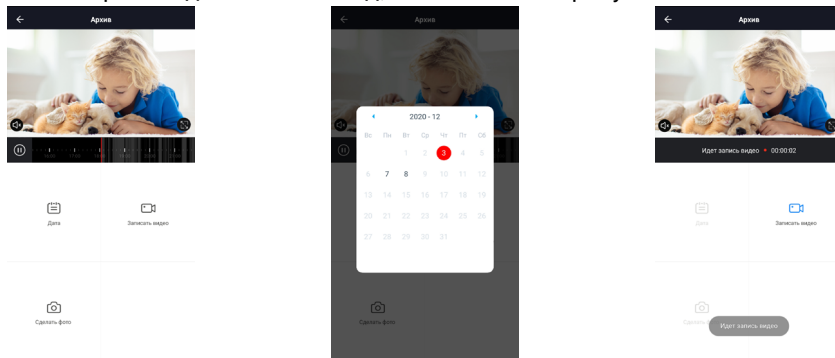 Архив
Дата
Записать видео
Сделать фото
Архив
2020-12
Вс Пн Вт Ср Чт Пт Сб
1 2 3 4 5
6 7 8 9 10 11 12
13 14 15 16 17 18 19
20 21 22 23 24 25 26
27 28 29 30 31
Сделать фото
Архив
Идет запись видео 00:00:02
Дата
Записать видео
Идет запись видео